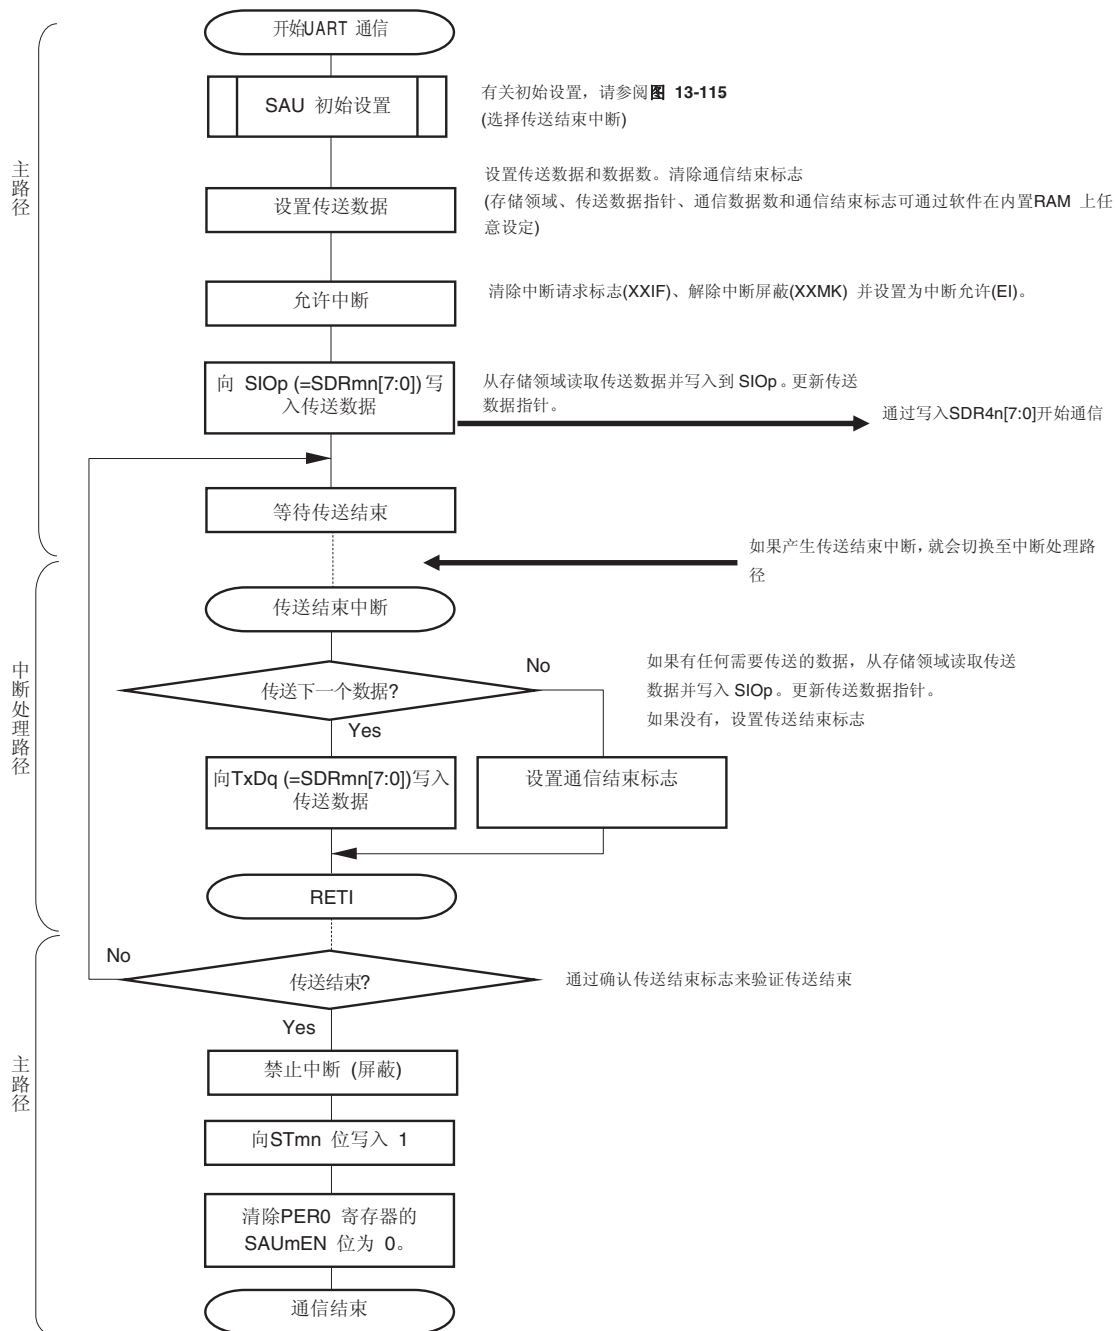 开始UART 通信
SAU 初始设置
有关初始设置，请参阅图 13-115
(选择传送结束中断)
主路径
设置传送数据和数据数。清除通信结束标志
设置传送数据
(存储领域、传送数据指针、通信数据数和通信结束标志可通过软件在内置RAM 上任
意设定)
允许中断
清除中断请求标志(XXIF)、解除中断屏蔽(XXMK) 并设置为中断允许(EI)。
向 SIOp (=SDRmn[7:0]) 写
入传送数据
从存储领域读取传送数据并写入到 SIOp。更新传送
数据指针。
通过写入SDR4n[7:0]开始通信
等待传送结束
如果产生传送结束中断，就会切换至中断处理路
径
传送结束中断
中断处理路径
传送下一个数据?
No
Yes
如果有任何需要传送的数据，从存储领域读取传送
数据并写入 SIOp。更新传送数据指针。
如果没有，设置传送结束标志
向TxDq (=SDRmn[7:0])写入
传送数据
设置通信结束标志
RETI
No
传送结束?
通过确认传送结束标志来验证传送结束
Yes
主路径
禁止中断 (屏蔽)
向STmn 位写入 1
清除PER0 寄存器的
SAUmEN 位为 0。
通信结束